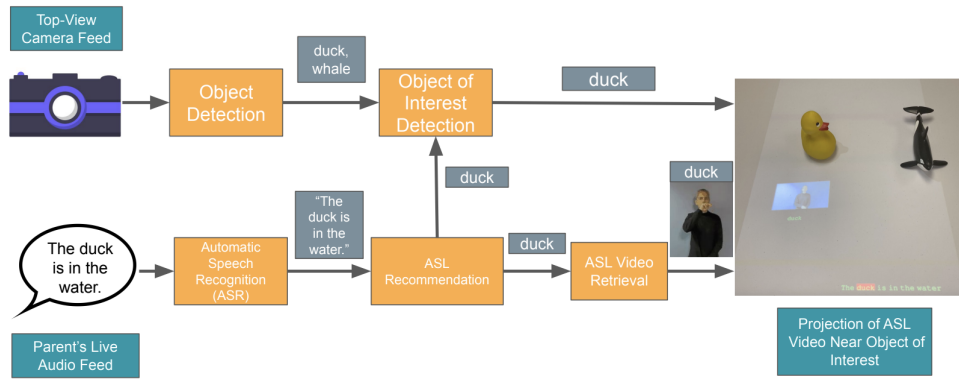 Top-View
Camera Feed
Object
Detection
duck,
whale
Object of
Interest
Detection
duck
duck
The duck
is in the
water.
Parent's Live
Audio Feed
Automatic
Speech
Recognition
(ASR)
“The
duck is
in the
water.”
ASL
Recommendation
duck
ASL Video
Retrieval
duck
duck
The duck is in the water
Projection of ASL
Video Near Object of
Interest